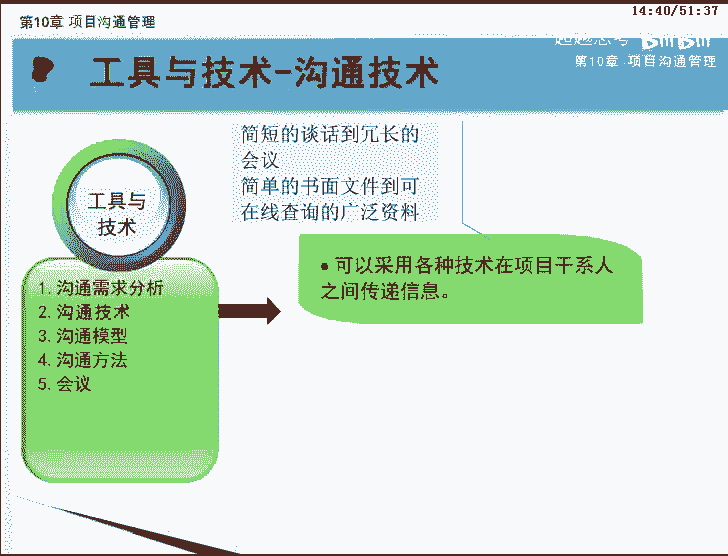 第10章 项目沟通管理
14:40/51:37
第10章 项目沟通管理
工具与技术-沟通技术
简短的谈话到冗长的
会议
简单的书面文件到可
在线查询的广泛资料
工具与
技术
可以采用各种技术在项目干系人
之间传递信息。
1. 沟通需求分析
2. 沟通技术
3. 沟通模型
4. 沟通方法
5. 会议